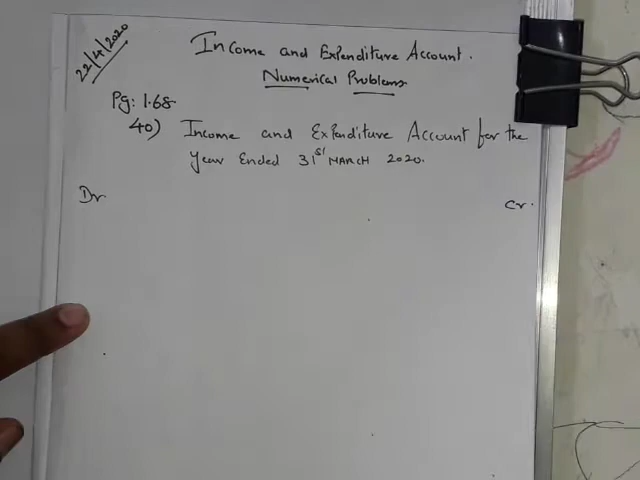 22/4/2020
Income and Expenditure Account.
Numerical Problems
Pg: 1.68
40) Income and Expenditure Account for the
year Ended 31st MARCH 2020.
Dr Cr.